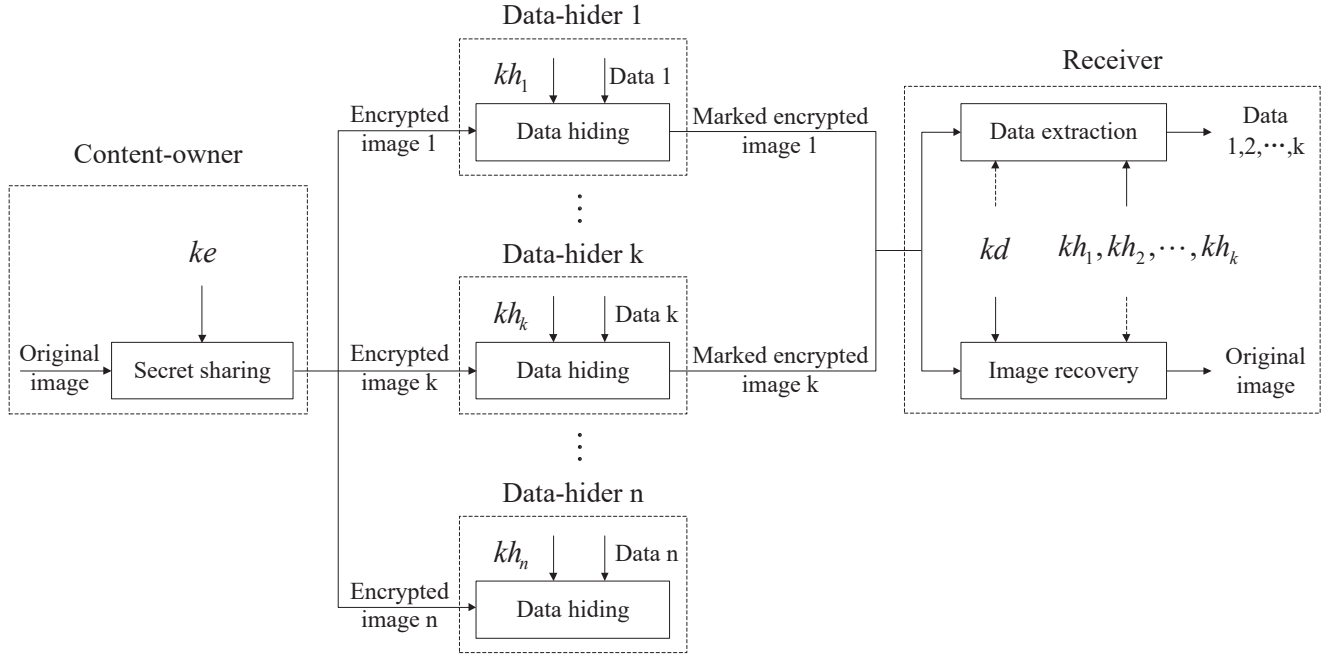 Content-owner
ke
Original
image
Secret sharing
Encrypted
image 1
Encrypted
image k
Encrypted
image n
Data-hider 1
kh₁
Data 1
Data hiding
⋮
Data-hider k
khₖ
Data k
Data hiding
⋮
Data-hider n
khₙ
Data n
Data hiding
Marked encrypted
image 1
Marked encrypted
image k
Receiver
Data extraction
Data
1,2,⋯,k
kd
kh₁, kh₂, ⋯, khₖ
Image recovery
Original
image